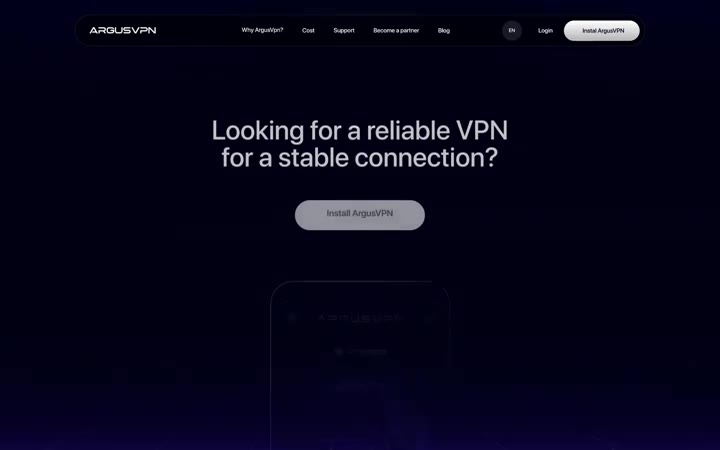 ARGUSVPN
Why ArgusVpn?
Cost
Support
Become a partner
Blog
EN
Login
Instal ArgusVPN
Looking for a reliable VPN
for a stable connection?
Install ArgusVPN
ARGUSVPN